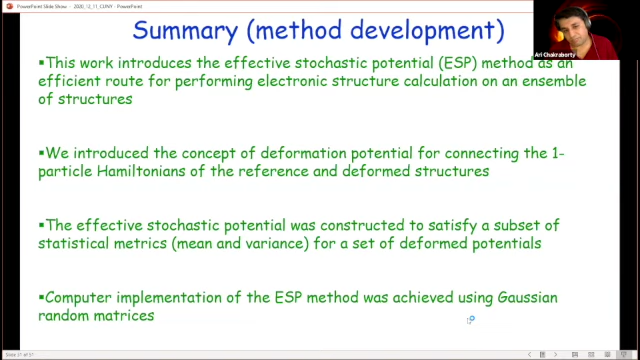 PowerPoint Slide Show - 2020_12_11_CUNY - PowerPoint
Summary (method development)
Ari Chakraborty
▪This work introduces the effective stochastic potential (ESP) method as an
efficient route for performing electronic structure calculation on an ensemble
of structures
▪We introduced the concept of deformation potential for connecting the 1-
particle Hamiltonians of the reference and deformed structures
▪The effective stochastic potential was constructed to satisfy a subset of
statistical metrics (mean and variance) for a set of deformed potentials
▪Computer implementation of the ESP method was achieved using Gaussian
random matrices